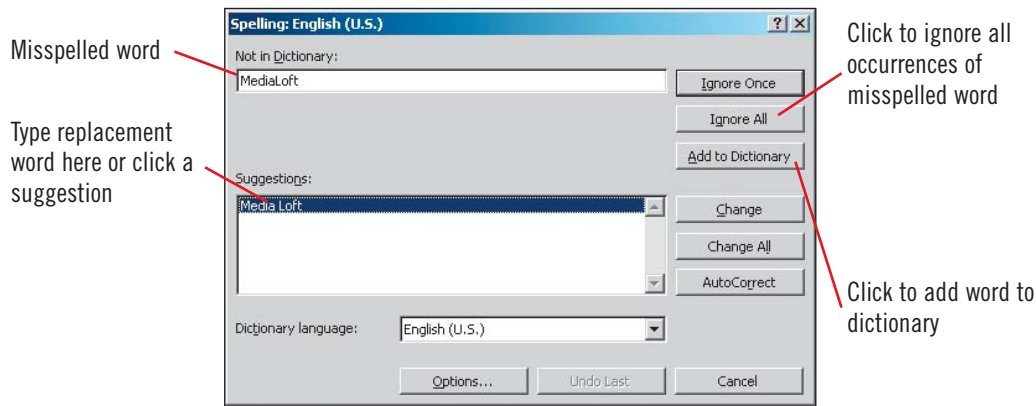 Spelling: English (U.S.)
Misspelled word
Not in Dictionary:
MediaLoft
Ignore Once
Click to ignore all
occurrences of
misspelled word
Ignore All
Type replacement
word here or click a
suggestion
Add to Dictionary
Suggestions:
Media Loft
Change
Change All
AutoCorrect
Click to add word to
dictionary
Dictionary language:
English (U.S.)
Options...
Undo Last
Cancel